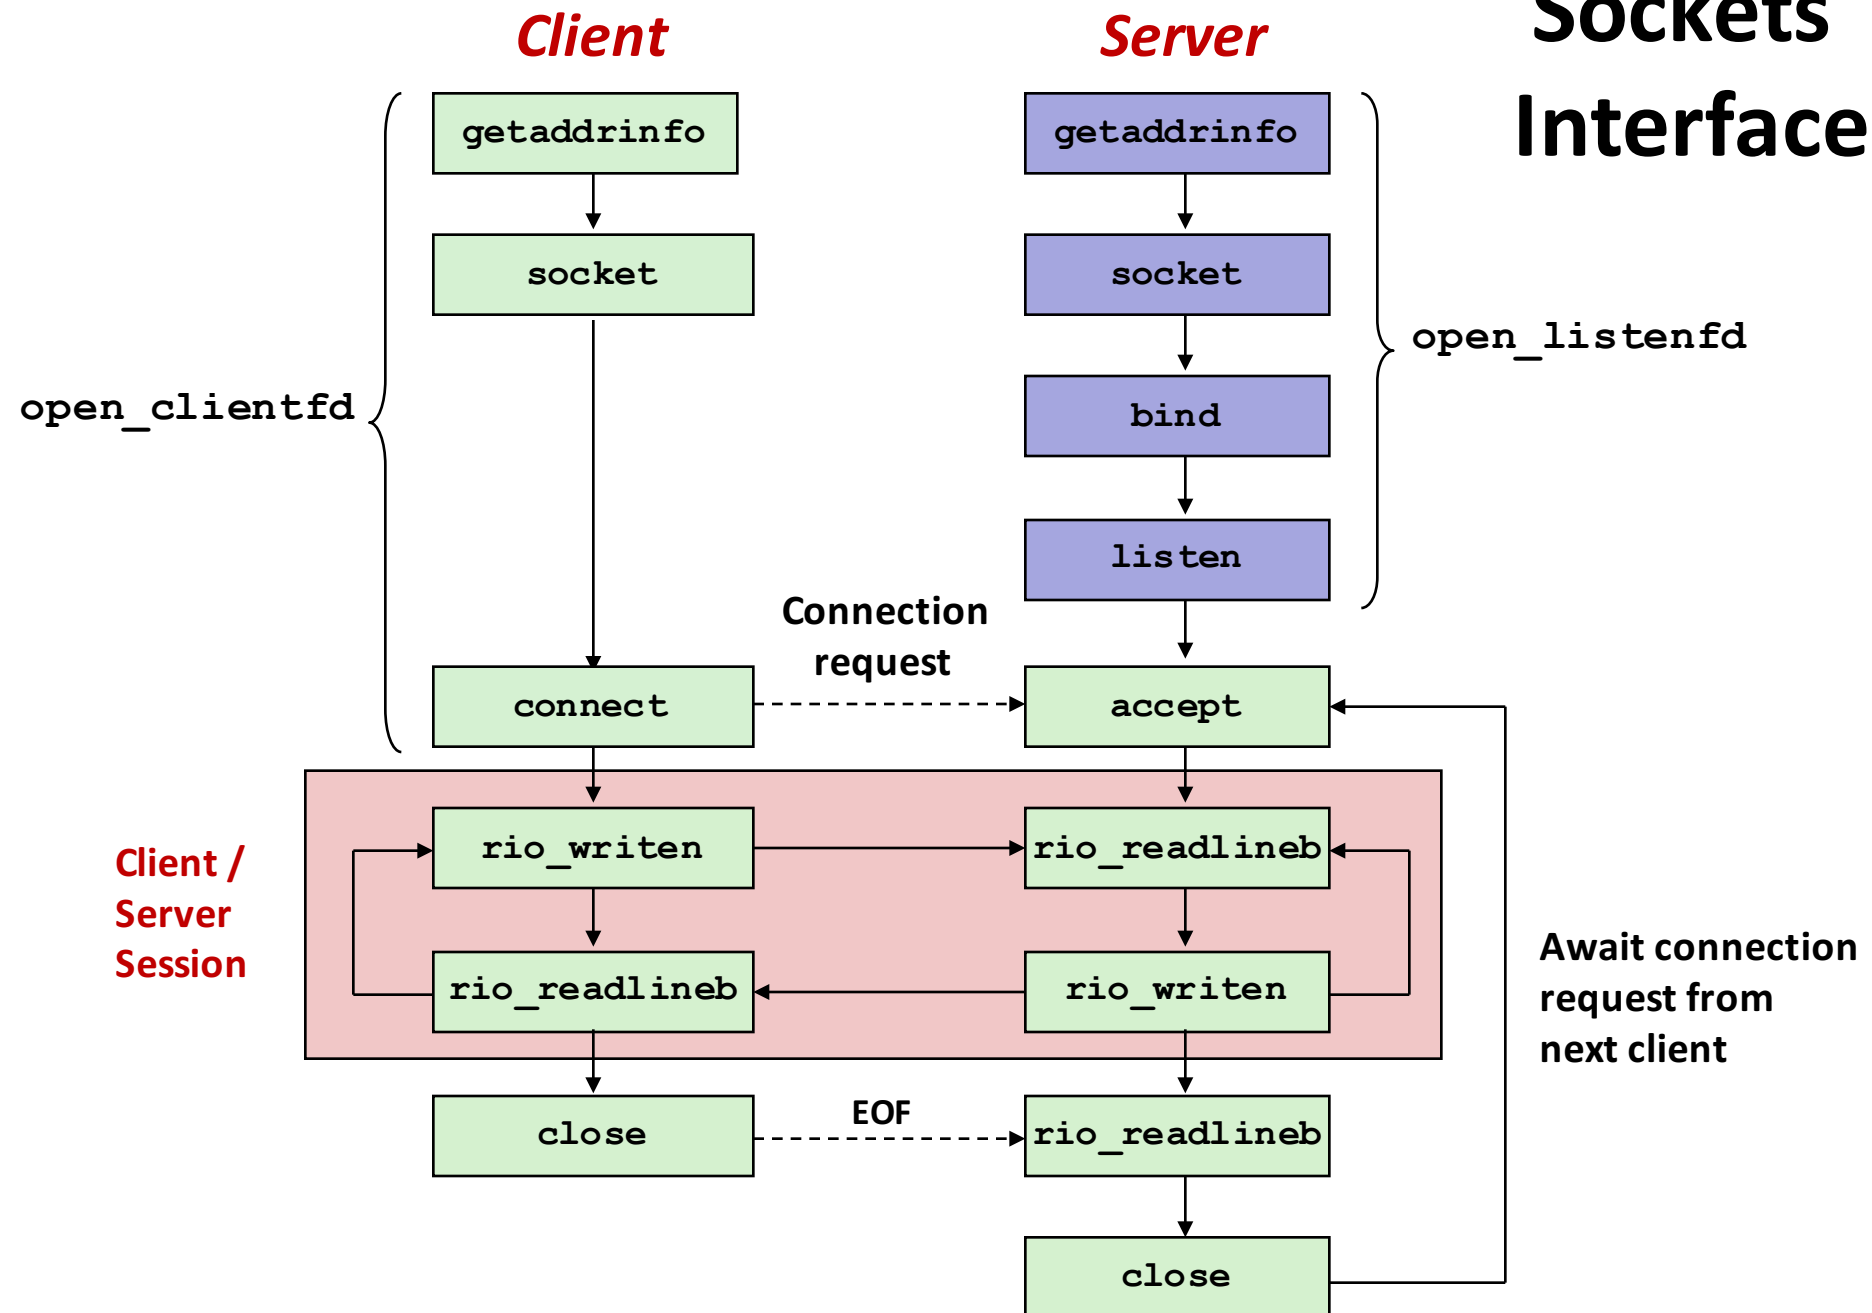 Sockets
Interface
Client
Server
getaddrinfo
getaddrinfo
socket
socket
open_listenfd
open_clientfd
bind
listen
Connection
request
connect
accept
Client /
Server
Session
rio_writen
rio_readlineb
rio_readlineb
rio_writen
Await connection
request from
next client
close
EOF
rio_readlineb
close